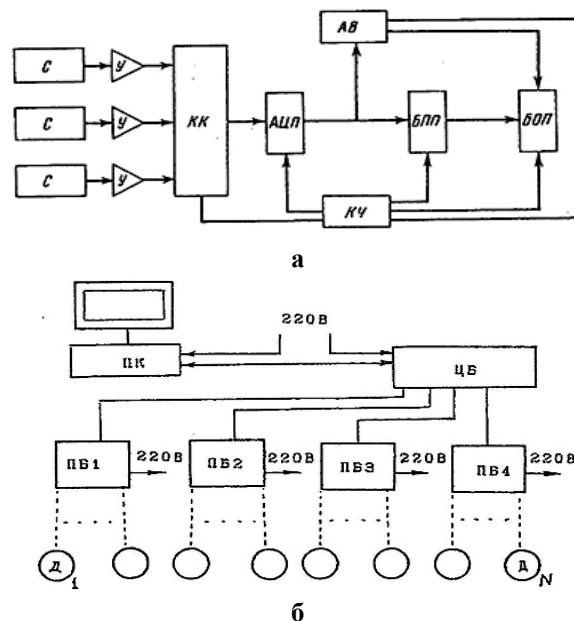 АВ
С У
КК
С У АЦП БПП БОП
С У
КЧ
а
220В
ПК ЦБ
ПБ1 220В ПБ2 220В ПБ3 220В ПБ4 220В
Д 1 Д N
б